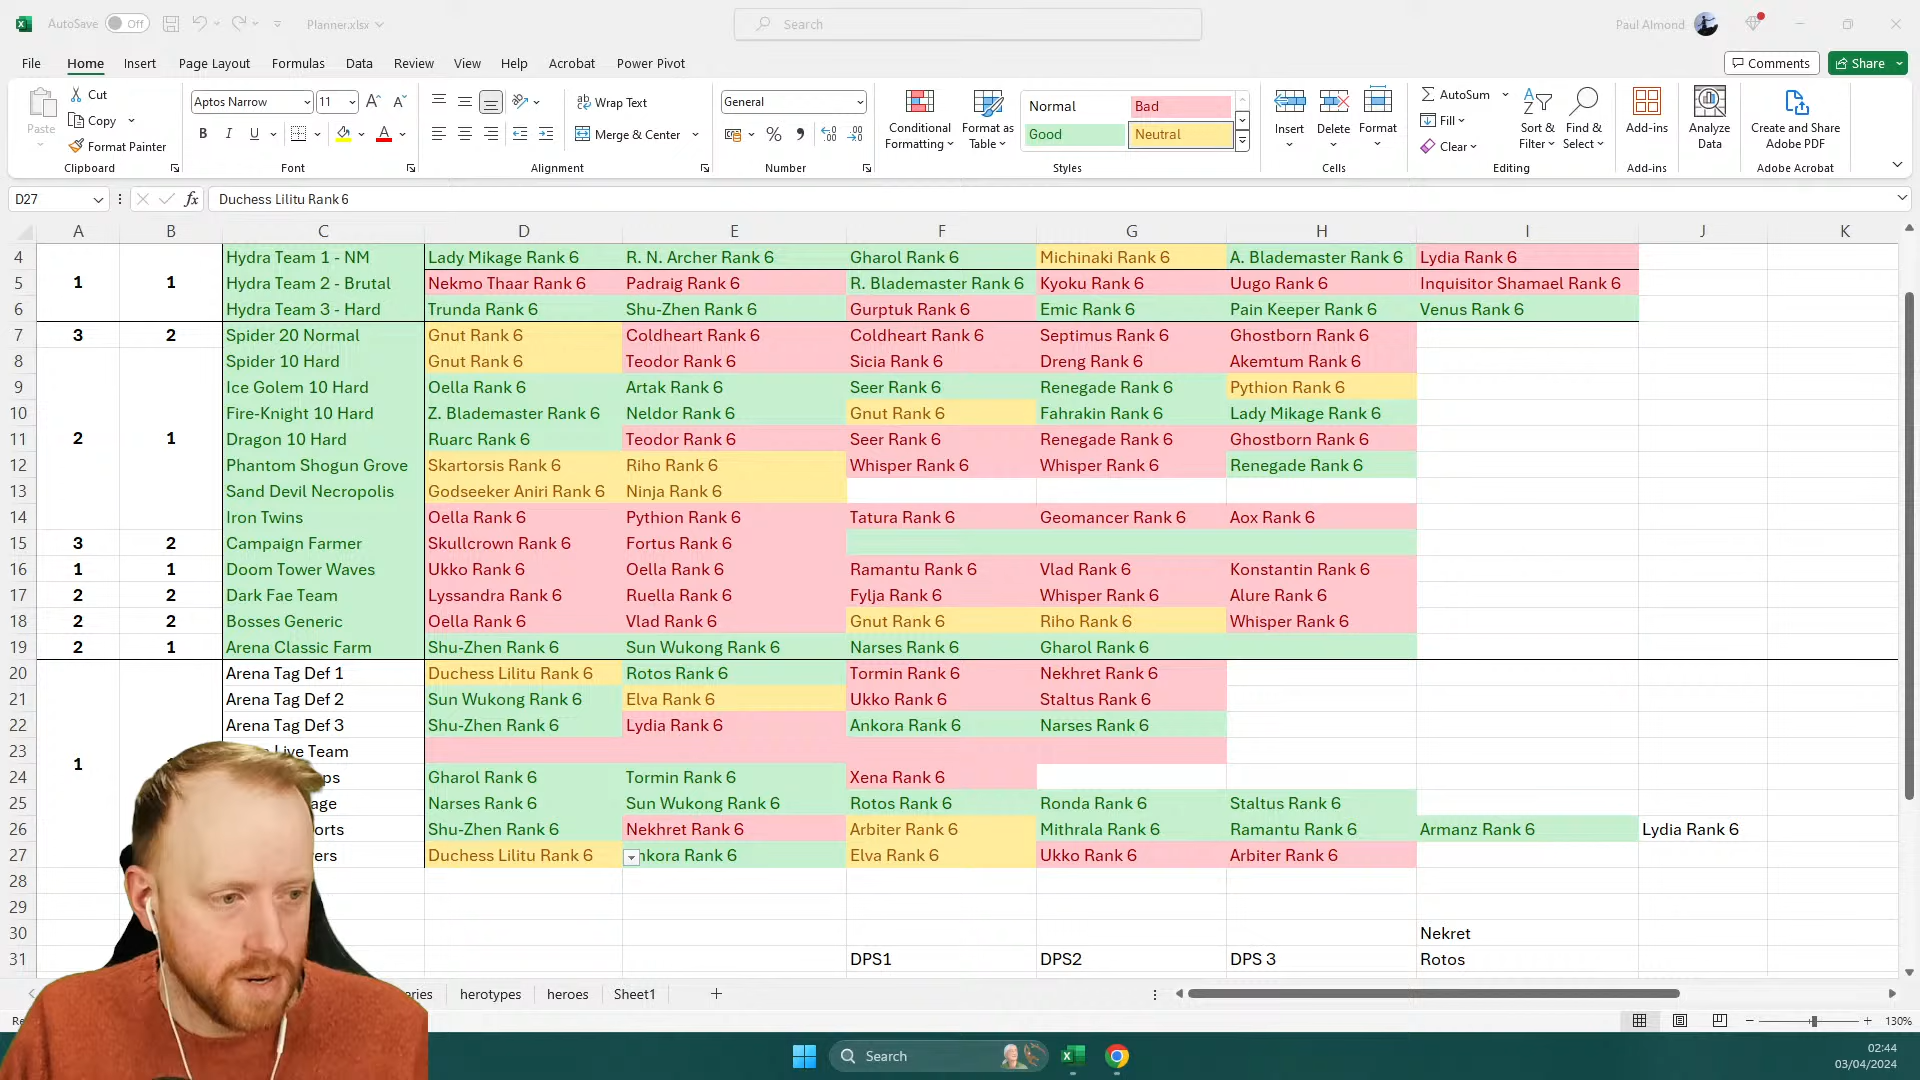 AutoSave Off Planner.xlsx Search Paul Almond
File Home Insert Page Layout Formulas Data Review View Help Acrobat Power Pivot Comments Share
Paste Cut Copy Format Painter Clipboard
Aptos Narrow 11 B I U Font
Wrap Text Merge & Center Alignment
General % Number
Conditional Formatting Format as Table Normal Bad Good Neutral Styles
Insert Delete Format Cells
AutoSum Fill Clear Sort & Filter Find & Select Editing
Add-ins Add-ins
Analyze Data
Create and Share Adobe PDF Adobe Acrobat
D27 fx Duchess Lilitu Rank 6
A B C D E F G H I J K
4 Hydra Team 1 - NM Lady Mikage Rank 6 R. N. Archer Rank 6 Gharol Rank 6 Michinaki Rank 6 A. Blademaster Rank 6 Lydia Rank 6
5 1 1 Hydra Team 2 - Brutal Nekmo Thaar Rank 6 Padraig Rank 6 R. Blademaster Rank 6 Kyoku Rank 6 Uugo Rank 6 Inquisitor Shamael Rank 6
6 Hydra Team 3 - Hard Trunda Rank 6 Shu-Zhen Rank 6 Gurptuk Rank 6 Emic Rank 6 Pain Keeper Rank 6 Venus Rank 6
7 3 2 Spider 20 Normal Gnut Rank 6 Coldheart Rank 6 Coldheart Rank 6 Septimus Rank 6 Ghostborn Rank 6
8 Spider 10 Hard Gnut Rank 6 Teodor Rank 6 Sicia Rank 6 Dreng Rank 6 Akemtum Rank 6
9 Ice Golem 10 Hard Oella Rank 6 Artak Rank 6 Seer Rank 6 Renegade Rank 6 Pythion Rank 6
10 Fire-Knight 10 Hard Z. Blademaster Rank 6 Neldor Rank 6 Gnut Rank 6 Fahrakin Rank 6 Lady Mikage Rank 6
11 2 1 Dragon 10 Hard Ruarc Rank 6 Teodor Rank 6 Seer Rank 6 Renegade Rank 6 Ghostborn Rank 6
12 Phantom Shogun Grove Skartorsis Rank 6 Riho Rank 6 Whisper Rank 6 Whisper Rank 6 Renegade Rank 6
13 Sand Devil Necropolis Godseeker Aniri Rank 6 Ninja Rank 6
14 Iron Twins Oella Rank 6 Pythion Rank 6 Tatura Rank 6 Geomancer Rank 6 Aox Rank 6
15 3 2 Campaign Farmer Skullcrown Rank 6 Fortus Rank 6
16 1 1 Doom Tower Waves Ukko Rank 6 Oella Rank 6 Ramantu Rank 6 Vlad Rank 6 Konstantin Rank 6
17 2 2 Dark Fae Team Lyssandra Rank 6 Ruella Rank 6 Fylja Rank 6 Whisper Rank 6 Alure Rank 6
18 2 2 Bosses Generic Oella Rank 6 Vlad Rank 6 Gnut Rank 6 Riho Rank 6 Whisper Rank 6
19 2 1 Arena Classic Farm Shu-Zhen Rank 6 Sun Wukong Rank 6 Narses Rank 6 Gharol Rank 6
20 Arena Tag Def 1 Duchess Lilitu Rank 6 Rotos Rank 6 Tormin Rank 6 Nekhret Rank 6
21 Arena Tag Def 2 Sun Wukong Rank 6 Elva Rank 6 Ukko Rank 6 Staltus Rank 6
22 Arena Tag Def 3 Shu-Zhen Rank 6 Lydia Rank 6 Ankora Rank 6 Narses Rank 6
23 1 Live Team
24 ps Gharol Rank 6 Tormin Rank 6 Xena Rank 6
25 age Narses Rank 6 Sun Wukong Rank 6 Rotos Rank 6 Ronda Rank 6 Staltus Rank 6
26 orts Shu-Zhen Rank 6 Nekhret Rank 6 Arbiter Rank 6 Mithrala Rank 6 Ramantu Rank 6 Armanz Rank 6 Lydia Rank 6
27 ers Duchess Lilitu Rank 6 nkora Rank 6 Elva Rank 6 Ukko Rank 6 Arbiter Rank 6
28
29
30 Nekret
31 DPS1 DPS2 DPS 3 Rotos
eries herotypes heroes Sheet1
130%
Search 02:44
03/04/2024